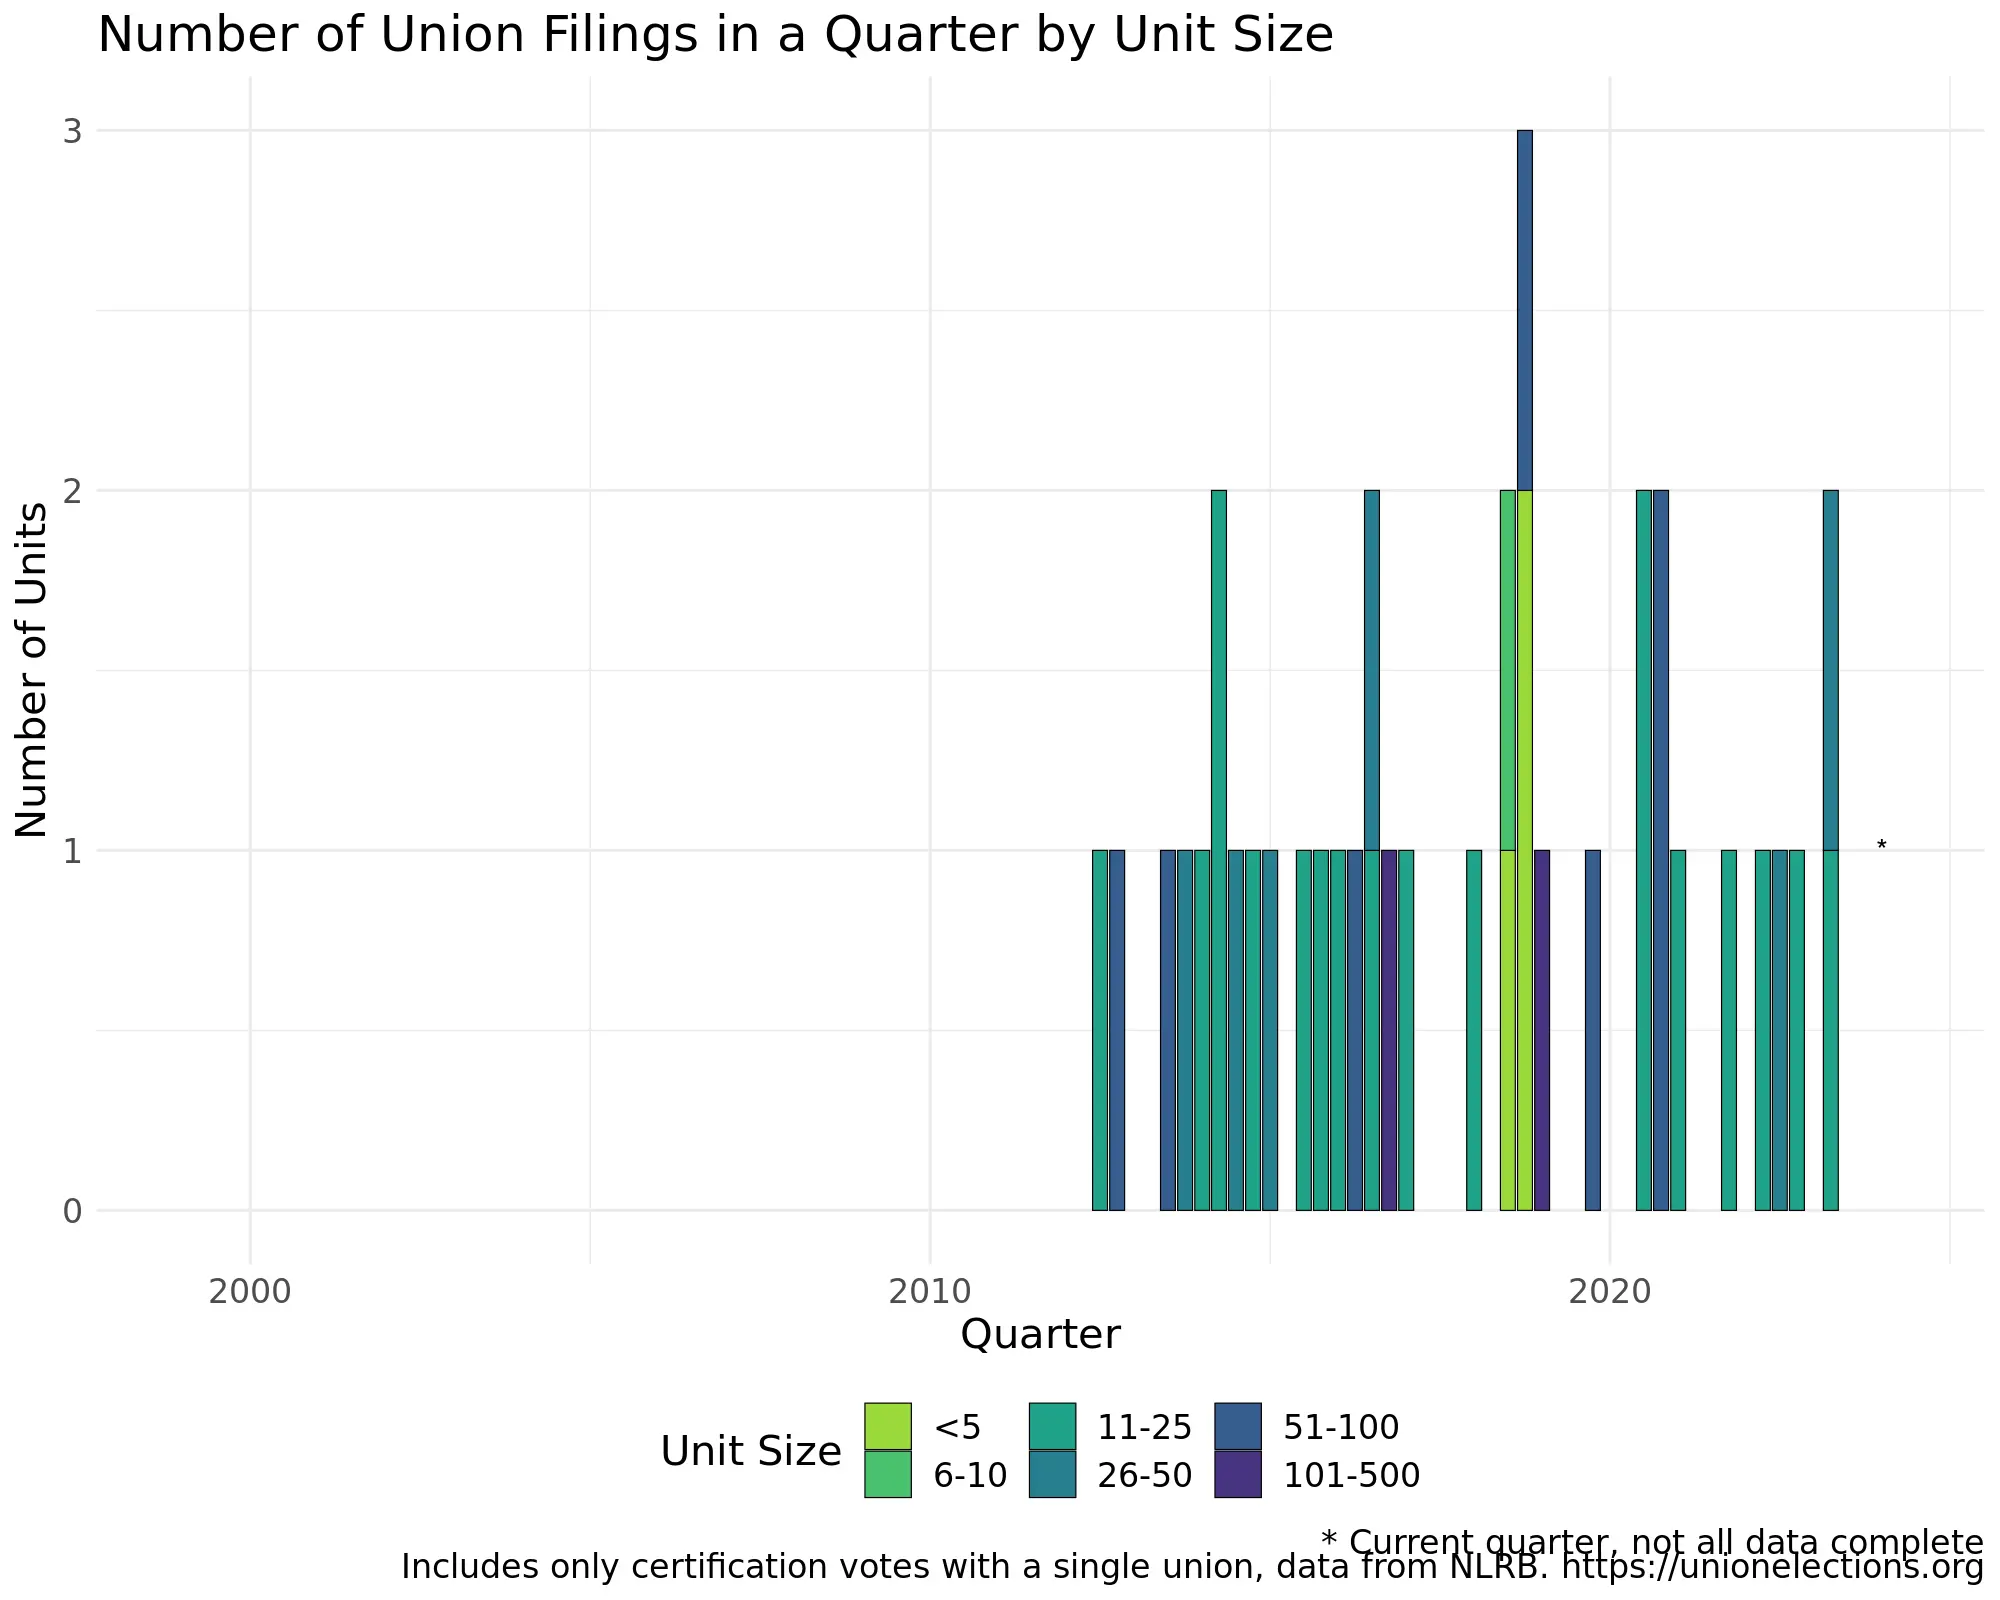 Number of Union Filings in a Quarter by Unit Size
Number of Units
3
2
1
0
*
2000
2010
2020
Quarter
Unit Size
<5
11-25
51-100
6-10
26-50
101-500
* Current quarter, not all data complete
Includes only certification votes with a single union, data from NLRB. https://unionelections.org